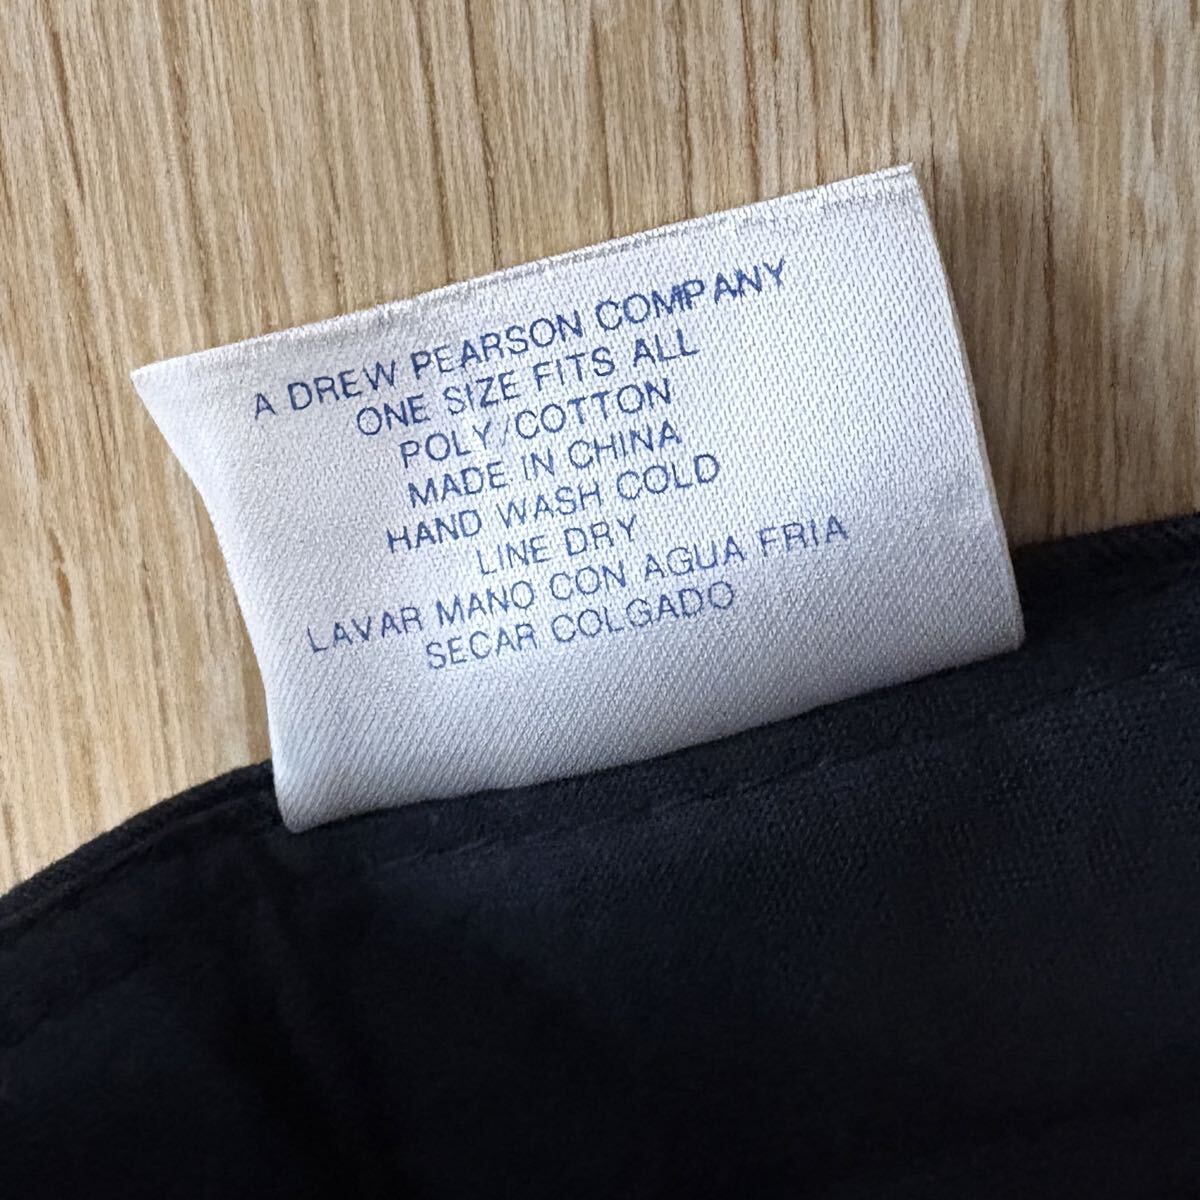 A DREW PEARSON COMPANY
ONE SIZE FITS ALL
POLY/COTTON
MADE IN CHINA
HAND WASH COLD
LINE DRY
LAVAR MANO CON AGUA FRIA
SECAR COLGADO